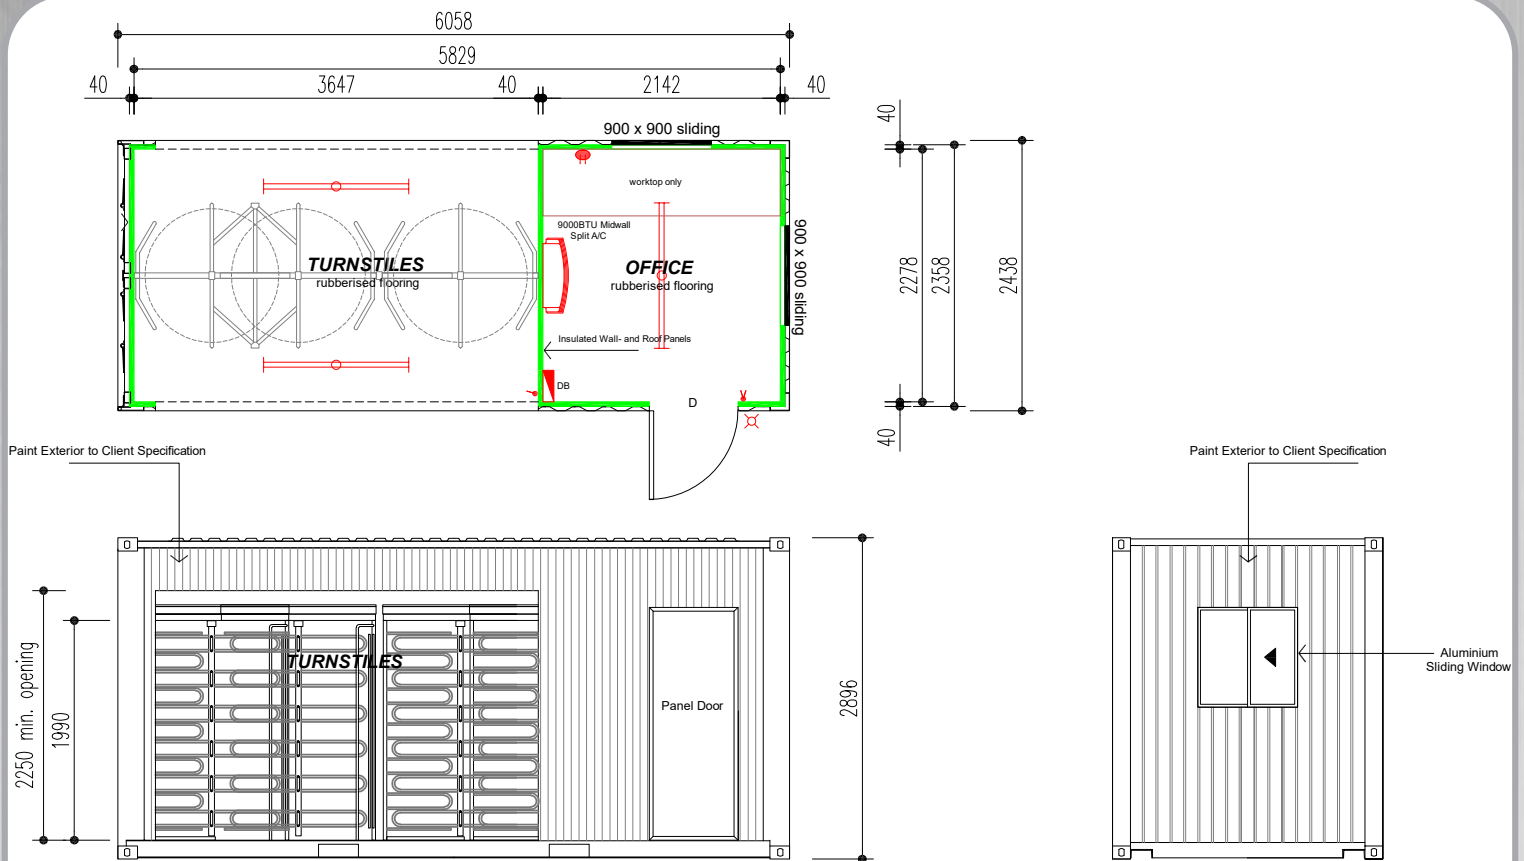 6058
5829
40
3647
40
2142
40
900 x 900 sliding
40
worktop only
9000BTU Midwall
Split A/C
TURNSTILES
rubberised flooring
OFFICE
rubberised flooring
900 x 900 sliding
2278
2358
2438
Insulated Wall- and Roof Panels
DB
D
40
Paint Exterior to Client Specification
Paint Exterior to Client Specification
TURNSTILES
2250 min. opening
1990
Panel Door
2896
Aluminium
Sliding Window